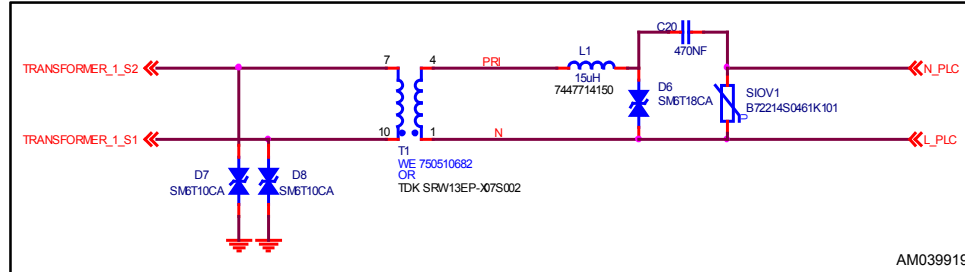 C20
470NF
TRANSFORMER_1_S2
7
4
PRI
L1
15uH
7447714150
D6
SM6T18CA
SIOV1
B72214S0461K101
N_PLC
TRANSFORMER_1_S1
10
1
N
L_PLC
T1
WE 750510682
OR
TDK SRW13EP-X07S002
D7
SM6T10CA
D8
SM6T10CA
AM039919